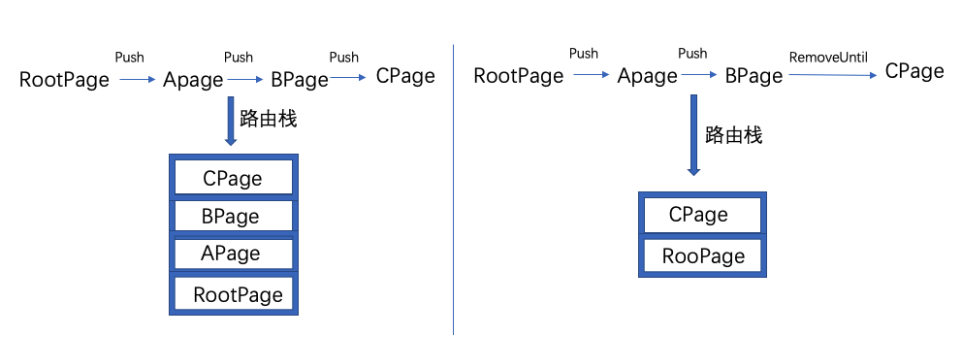 Push Push Push
RootPage Apage BPage CPage
路由栈
CPage
BPage
APage
RootPage
Push Push RemoveUntil
RootPage Apage BPage CPage
路由栈
CPage
RooPage